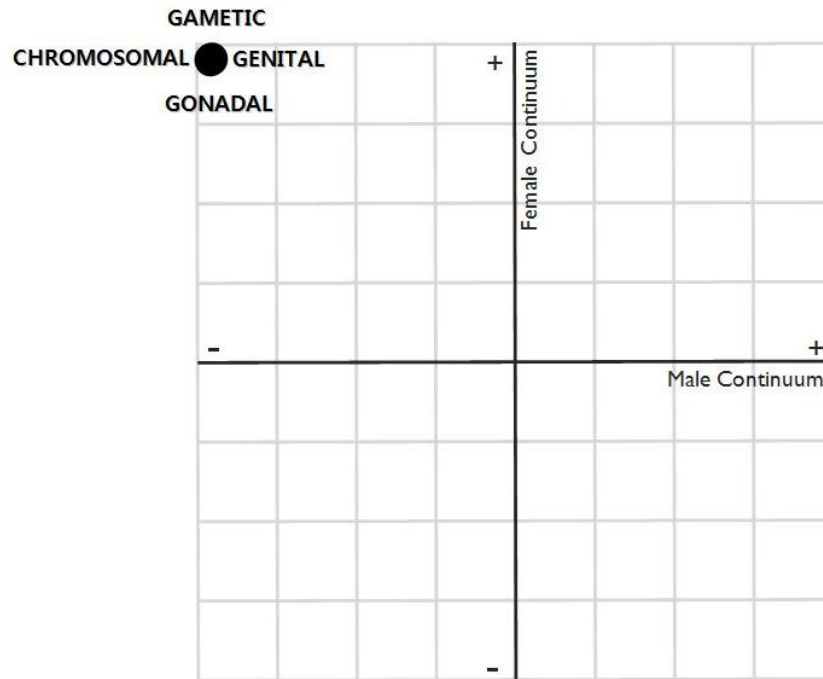 GAMETIC
CHROMOSOMAL GENITAL
GONADAL
+
Female Continuum
-
+
Male Continuum
-